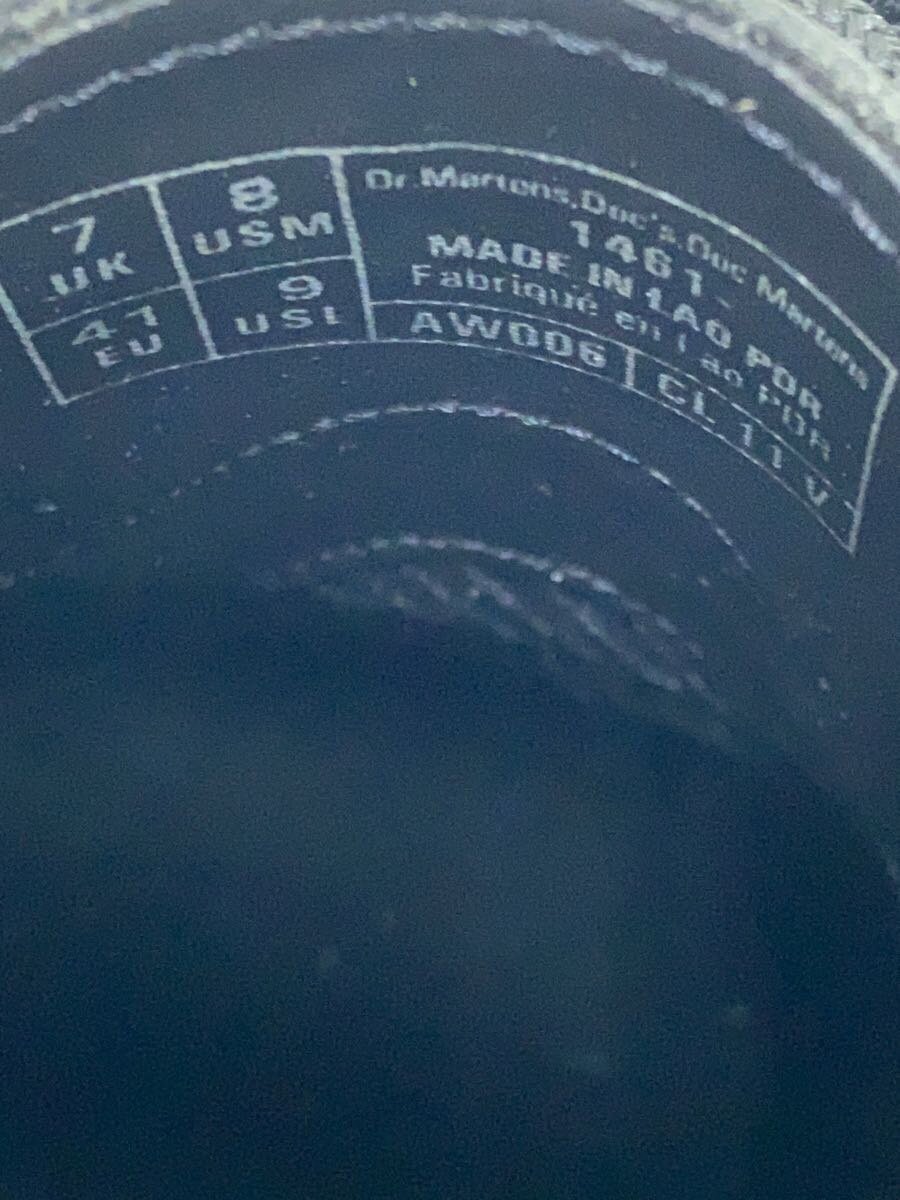 7
UK
8
USM
41
EU
9
USL
Dr.Martens,Doc's,Doc Martens
1461-
MADE IN LAO PDR
Fabriqué en Lao PDR
AW006
CL 11 V